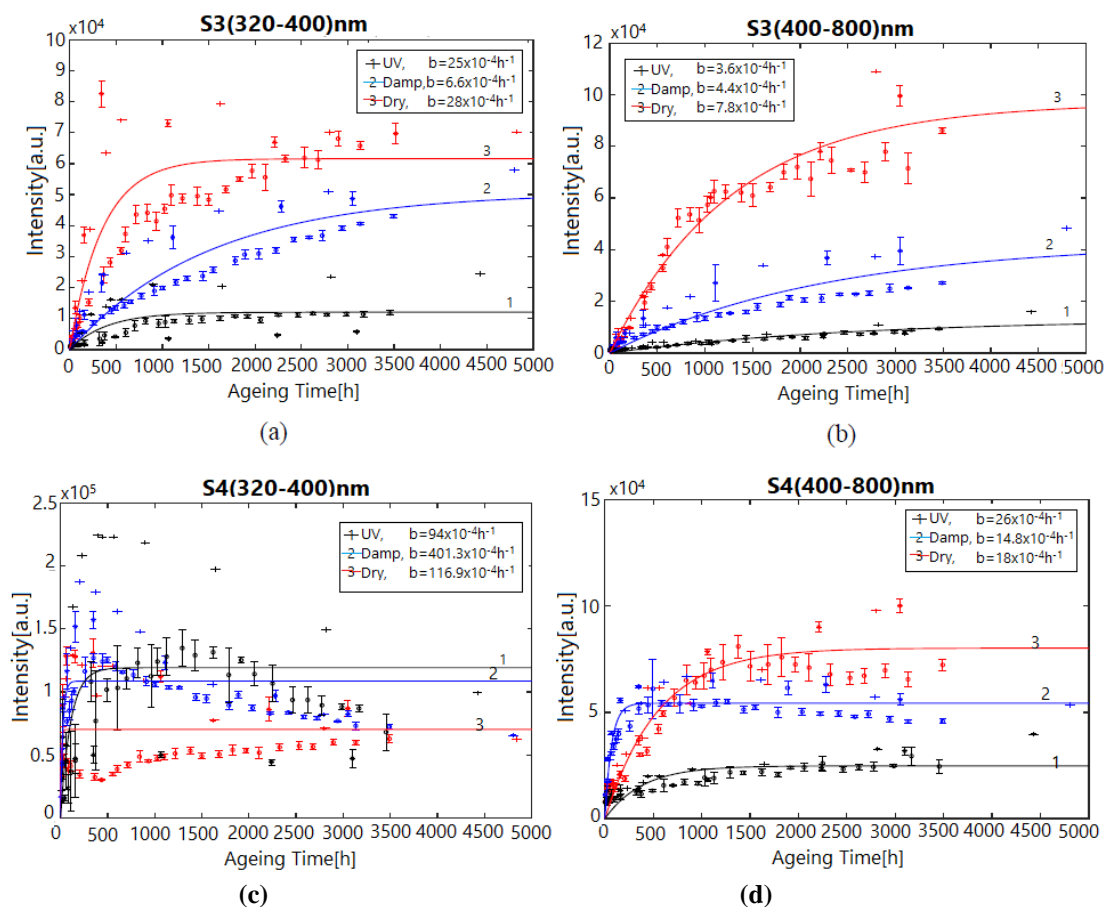 S3(320-400)nm
x10⁴
10
9
8
7
6
5
4
3
2
1
0
Intensity[a.u.]
1 UV, b=25x10⁻⁴h⁻¹
2 Damp, b=6.6x10⁻⁴h⁻¹
3 Dry, b=28x10⁻⁴h⁻¹
3
2
1
0 500 1000 1500 2000 2500 3000 3500 4000 4500 5000
Ageing Time[h]
(a)
S3(400-800)nm
x10⁴
12
10
8
6
4
2
0
Intensity[a.u.]
1 UV, b=3.6x10⁻⁴h⁻¹
2 Damp, b=4.4x10⁻⁴h⁻¹
3 Dry, b=7.8x10⁻⁴h⁻¹
3
2
1
0 500 1000 1500 2000 2500 3000 3500 4000 4500 5000
Ageing Time[h]
(b)
S4(320-400)nm
x10⁵
2.5
2
1.5
1
0.5
0
Intensity[a.u.]
1 UV, b=94x10⁻⁴h⁻¹
2 Damp, b=401.3x10⁻⁴h⁻¹
3 Dry, b=116.9x10⁻⁴h⁻¹
1
2
3
0 500 1000 1500 2000 2500 3000 3500 4000 4500 5000
Ageing Time[h]
(c)
S4(400-800)nm
x10⁴
15
10
5
0
Intensity[a.u.]
1 UV, b=26x10⁻⁴h⁻¹
2 Damp, b=14.8x10⁻⁴h⁻¹
3 Dry, b=18x10⁻⁴h⁻¹
3
2
1
0 500 1000 1500 2000 2500 3000 3500 4000 4500 5000
Ageing Time[h]
(d)